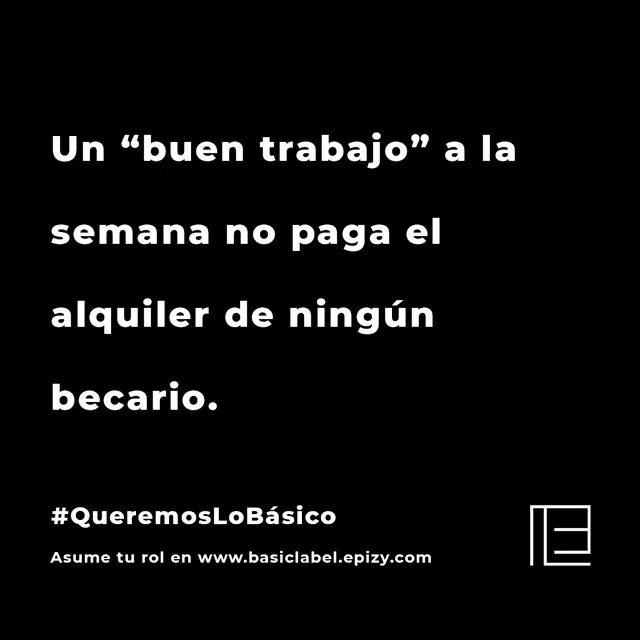 Un “buen trabajo” a la
semana no paga el
alquiler de ningún
becario.
#QueremosLoBásico
Asume tu rol en www.basiclabel.epizy.com